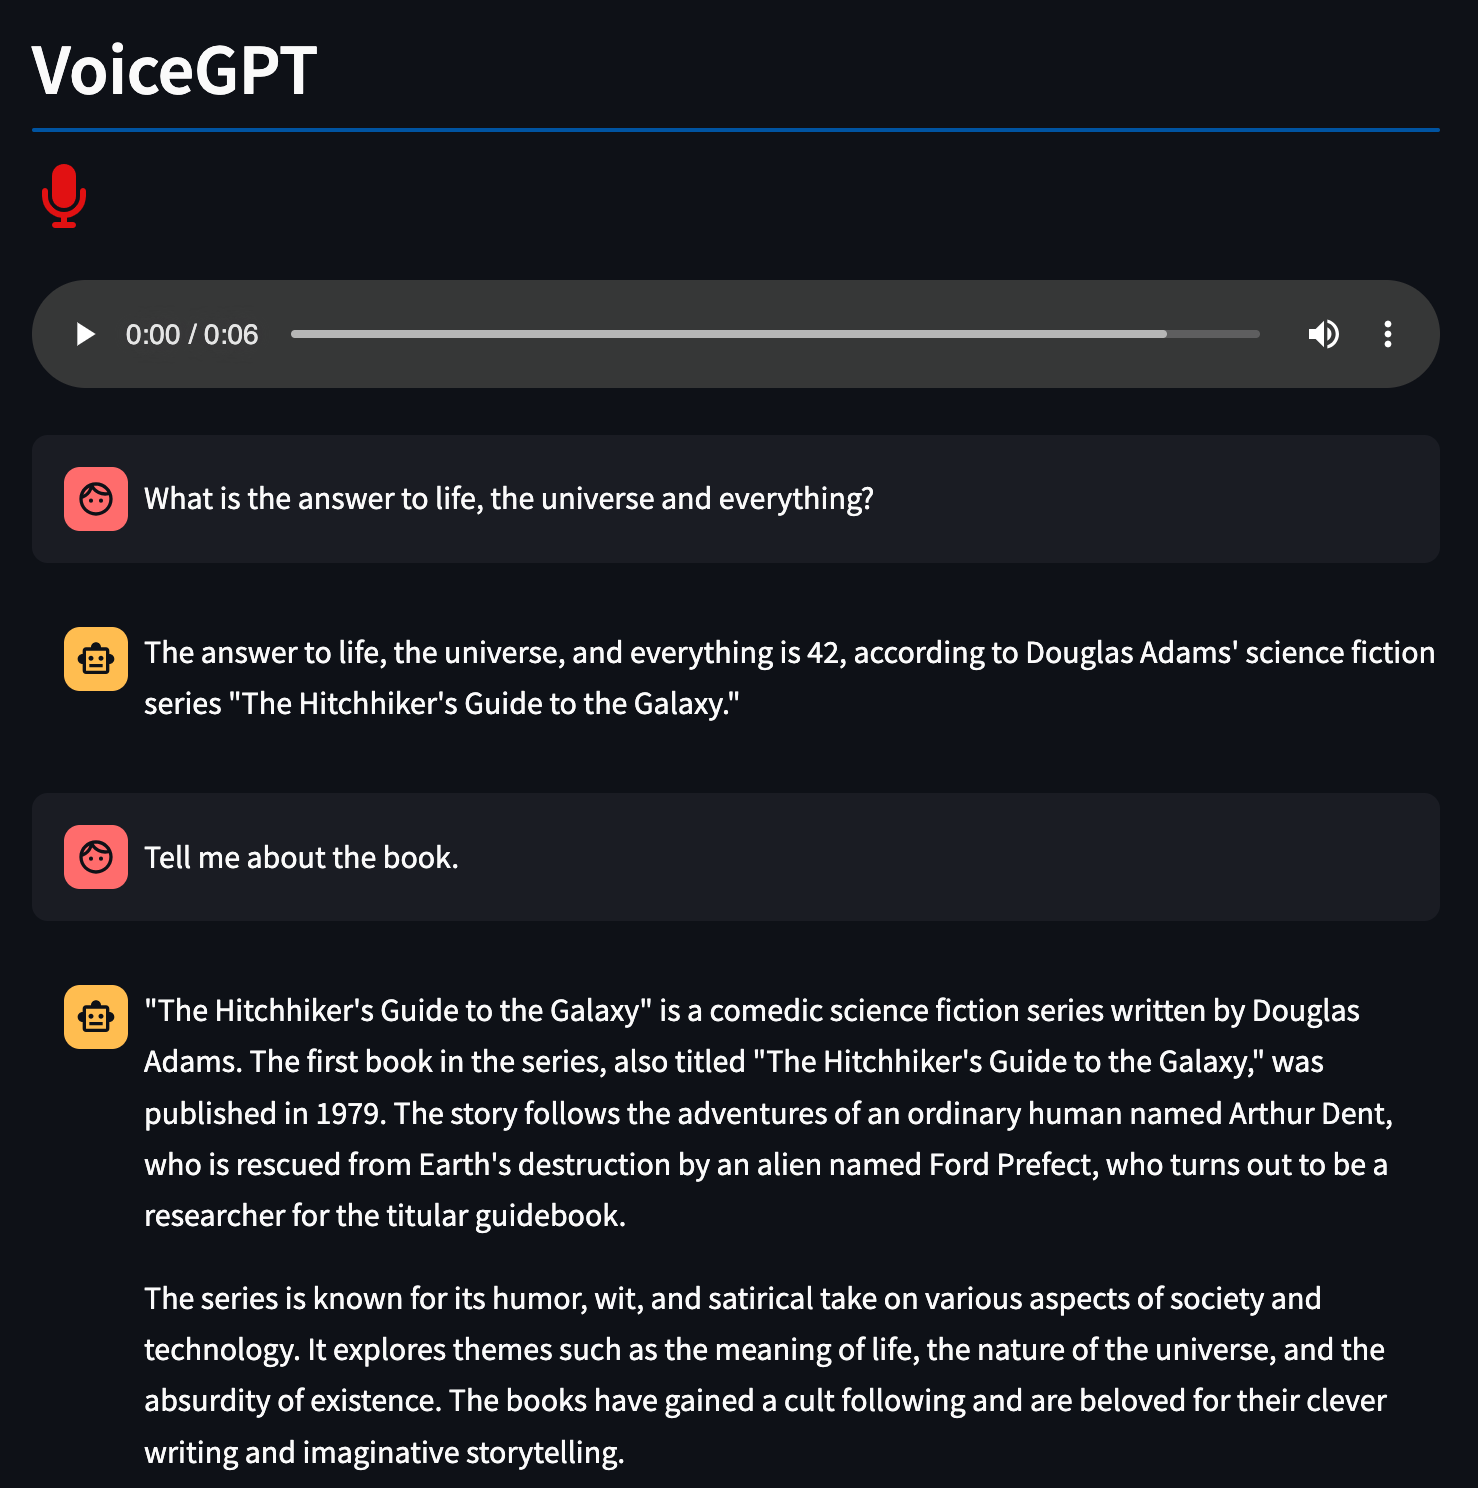 VoiceGPT
0:00 / 0:06
What is the answer to life, the universe and everything?
The answer to life, the universe, and everything is 42, according to Douglas Adams' science fiction
series "The Hitchhiker's Guide to the Galaxy."
Tell me about the book.
"The Hitchhiker's Guide to the Galaxy" is a comedic science fiction series written by Douglas
Adams. The first book in the series, also titled "The Hitchhiker's Guide to the Galaxy," was
published in 1979. The story follows the adventures of an ordinary human named Arthur Dent,
who is rescued from Earth's destruction by an alien named Ford Prefect, who turns out to be a
researcher for the titular guidebook.
The series is known for its humor, wit, and satirical take on various aspects of society and
technology. It explores themes such as the meaning of life, the nature of the universe, and the
absurdity of existence. The books have gained a cult following and are beloved for their clever
writing and imaginative storytelling.